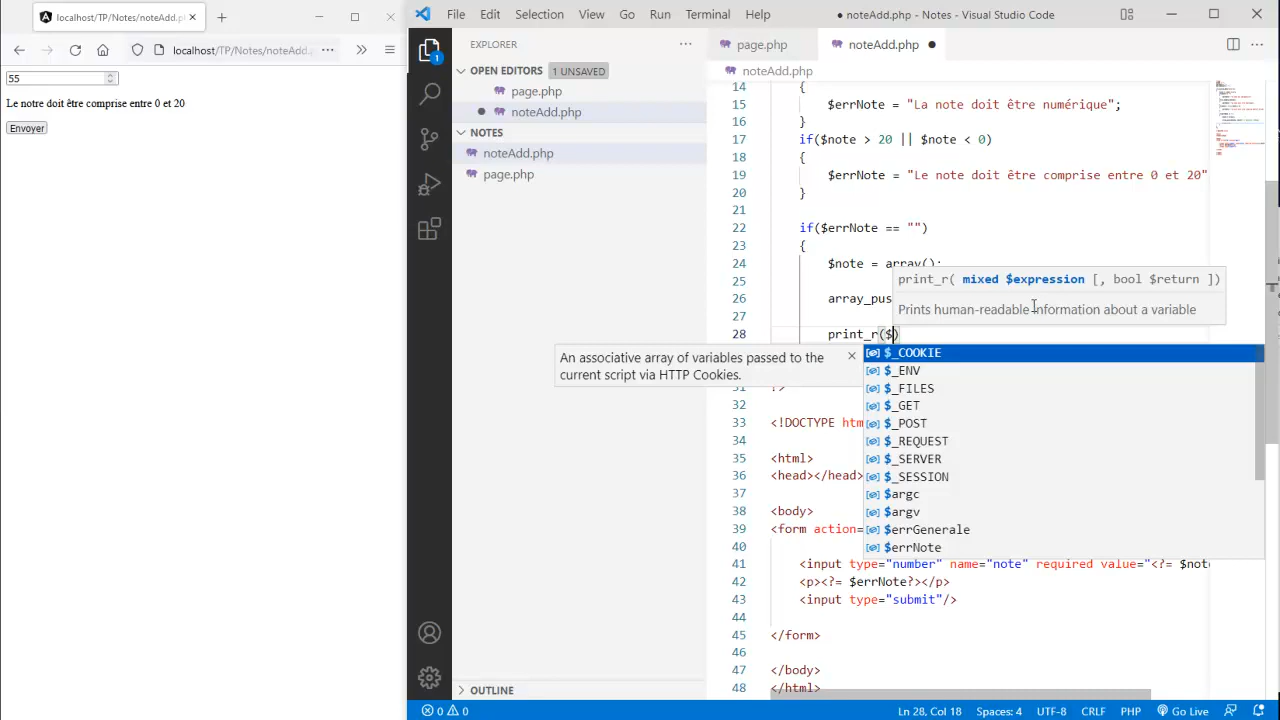 localhost/TP/Notes/noteAdd.p
localhost/TP/Notes/noteAdd.
55
Le notre doit être comprise entre 0 et 20
Envoyer
File Edit Selection View Go Run Terminal Help
● noteAdd.php - Notes - Visual Studio Code
EXPLORER
OPEN EDITORS 1 UNSAVED
page.php
noteAdd.php
NOTES
noteAdd.php
page.php
OUTLINE
1
page.php noteAdd.php
noteAdd.php
14 {
15 $errNote = "La note doit être numérique";
16 }
17 if($note > 20 || $note < 0)
18 {
19 $errNote = "Le note doit être comprise entre 0 et 20"
20 }
21
22 if($errNote == "")
23 {
24 $note = array();
25
26 array_pus
27
28 print_r($)
print_r( mixed $expression [, bool $return ])
Prints human-readable information about a variable
An associative array of variables passed to the
current script via HTTP Cookies.
$_COOKIE
$_ENV
$_FILES
$_GET
$_POST
$_REQUEST
$_SERVER
$_SESSION
$argc
$argv
$errGenerale
$errNote
32
33 <!DOCTYPE htm
34
35 <html>
36 <head></head>
37
38 <body>
39 <form action=
40
41 <input type="number" name="note" required value="<?= $not
42 <p><?= $errNote?></p>
43 <input type="submit"/>
44
45 </form>
46
47 </body>
48 </html>
0 0
Ln 28, Col 18 Spaces: 4 UTF-8 CRLF PHP Go Live